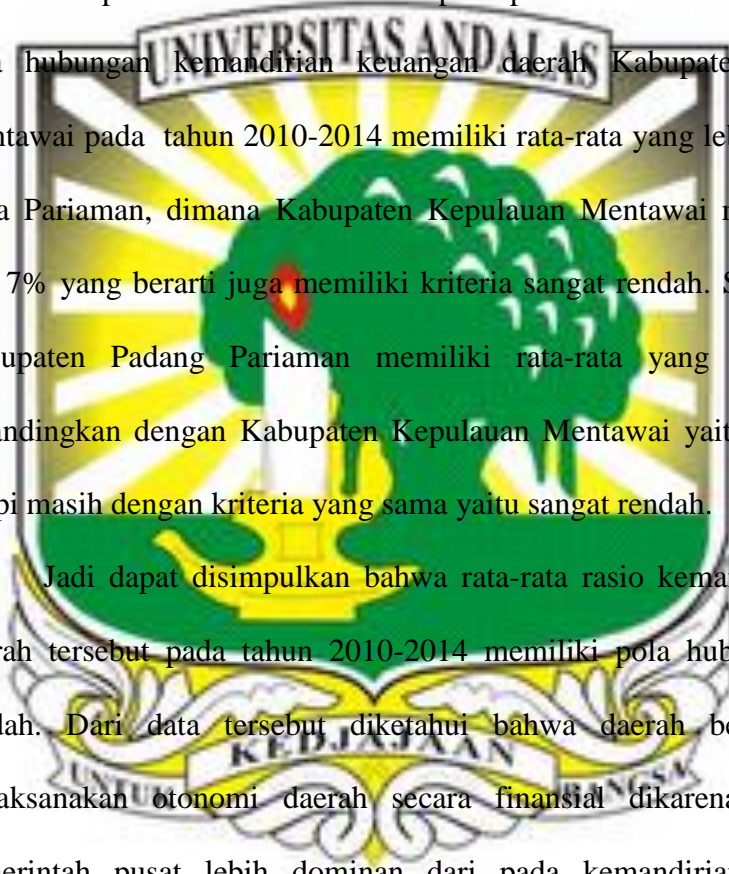 UNIVERSITAS ANDALAS
hubungan kemandirian keuangan daerah Kabupate
ntawai pada tahun 2010-2014 memiliki rata-rata yang le
a Pariaman, dimana Kabupaten Kepulauan Mentawai
7% yang berarti juga memiliki kriteria sangat rendah. S
upaten Padang Pariaman memiliki rata-rata yang
andingkan dengan Kabupaten Kepulauan Mentawai yait
pi masih dengan kriteria yang sama yaitu sangat rendah.
Jadi dapat disimpulkan bahwa rata-rata rasio kema
rah tersebut pada tahun 2010-2014 memiliki pola hub
dah. Dari data tersebut diketahui bahwa daerah be
KEDJAJAAN
UNTUK BANGSA
aksanakan otonomi daerah secara finansial dikarena
nerintah pusat lebih dominan dari pada kemandiria